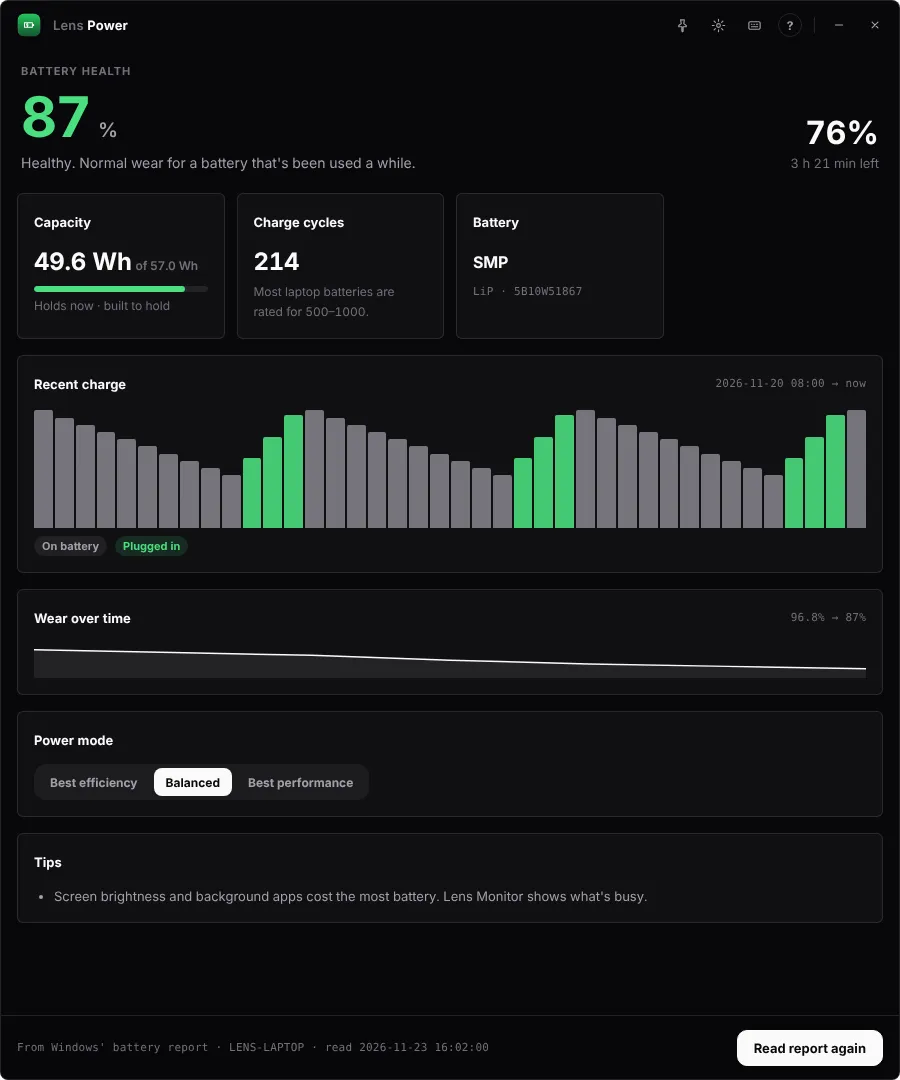 Lens Power
?
BATTERY HEALTH
87 %
Healthy. Normal wear for a battery that's been used a while.
76%
3 h 21 min left
Capacity
49.6 Wh of 57.0 Wh
Holds now · built to hold
Charge cycles
214
Most laptop batteries are
rated for 500–1000.
Battery
SMP
LiP · 5B10W51867
Recent charge
2026-11-20 08:00 → now
On battery
Plugged in
Wear over time
96.8% → 87%
Power mode
Best efficiency
Balanced
Best performance
Tips
• Screen brightness and background apps cost the most battery. Lens Monitor shows what's busy.
From Windows' battery report · LENS-LAPTOP · read 2026-11-23 16:02:00
Read report again